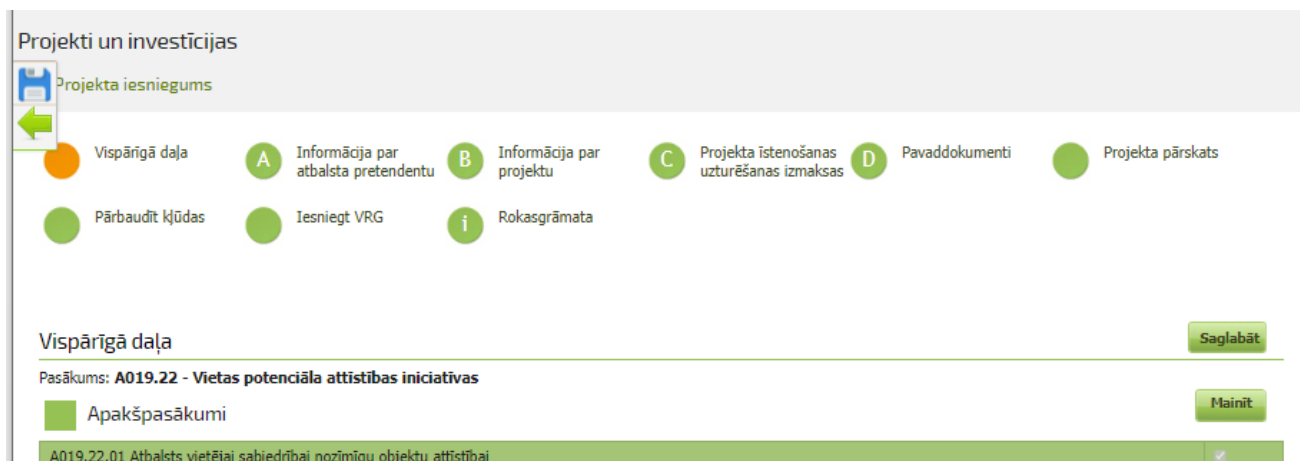 Projekti un investīcijas
Projekta iesniegums
Vispārīgā daļa
A Informācija par atbalsta pretendentu
B Informācija par projektu
C Projekta īstenošanas uzturēšanas izmaksas
D Pavaddokumenti
Projekta pārskats
Pārbaudīt kļūdas
Iesniegt VRG
i Rokasgrāmata
Vispārīgā daļa
Saglabāt
Pasākums: A019.22 - Vietas potenciāla attīstības iniciatīvas
Apakšpasākumi
Mainīt
A019.22.01 Atbalsts vietējai sabiedrībai nozīmīgu objektu attīstībai